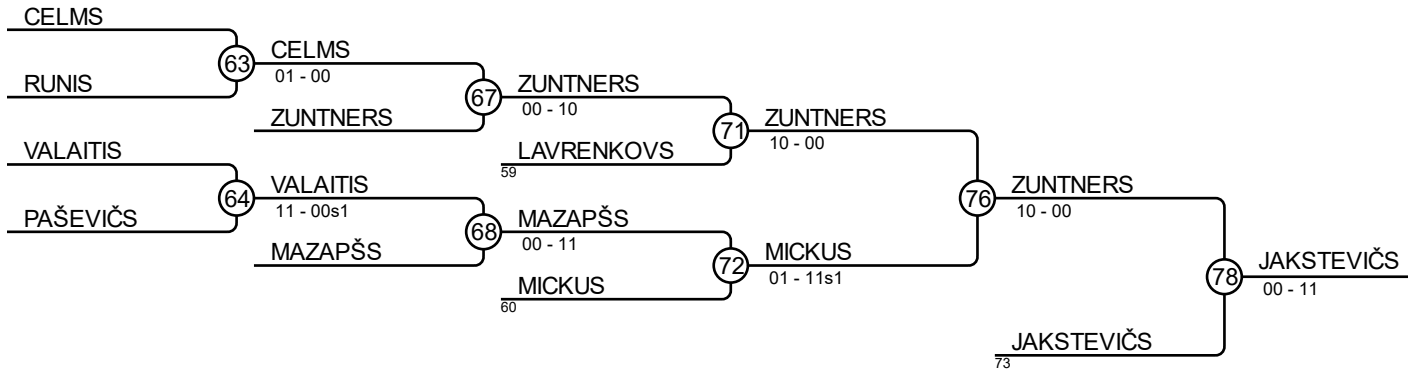 CELMS
63
CELMS
01 - 00
RUNIS
67
ZUNTNERS
00 - 10
ZUNTNERS
71
ZUNTNERS
10 - 00
VALAITIS
LAVRENKOVS
59
64
VALAITIS
11 - 00s1
76
ZUNTNERS
10 - 00
PAŠEVIČS
68
MAZAPŠS
00 - 11
MAZAPŠS
72
MICKUS
01 - 11s1
78
JAKSTEVIČS
00 - 11
MICKUS
60
JAKSTEVIČS
73